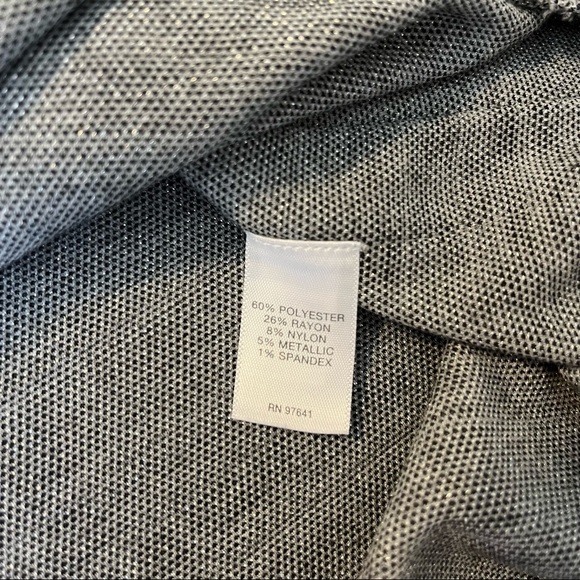 60% POLYESTER
26% RAYON
8% NYLON
5% METALLIC
1% SPANDEX
RN 97641